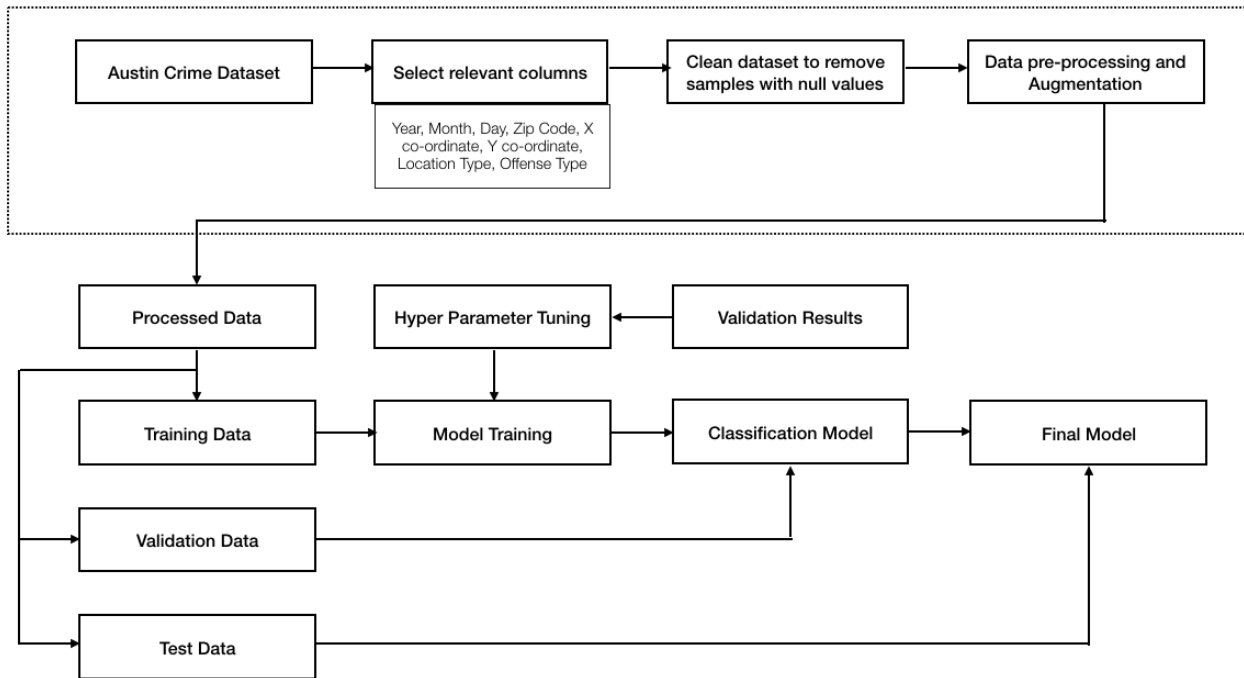 Austin Crime Dataset
Select relevant columns
Clean dataset to remove
samples with null values
Data pre-processing and
Augmentation
Year, Month, Day, Zip Code, X
co-ordinate, Y co-ordinate,
Location Type, Offense Type
Processed Data
Hyper Parameter Tuning
Validation Results
Training Data
Model Training
Classification Model
Final Model
Validation Data
Test Data